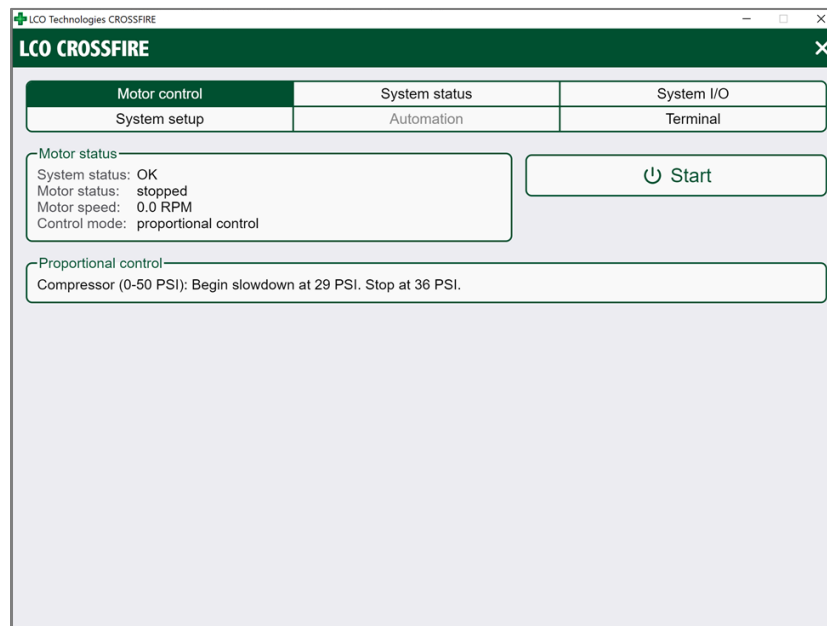 LCO Technologies CROSSFIRE
LCO CROSSFIRE
Motor control System status System I/O
System setup Automation Terminal
Motor status
System status: OK
Motor status: stopped
Motor speed: 0.0 RPM
Control mode: proportional control
Start
Proportional control
Compressor (0-50 PSI): Begin slowdown at 29 PSI. Stop at 36 PSI.